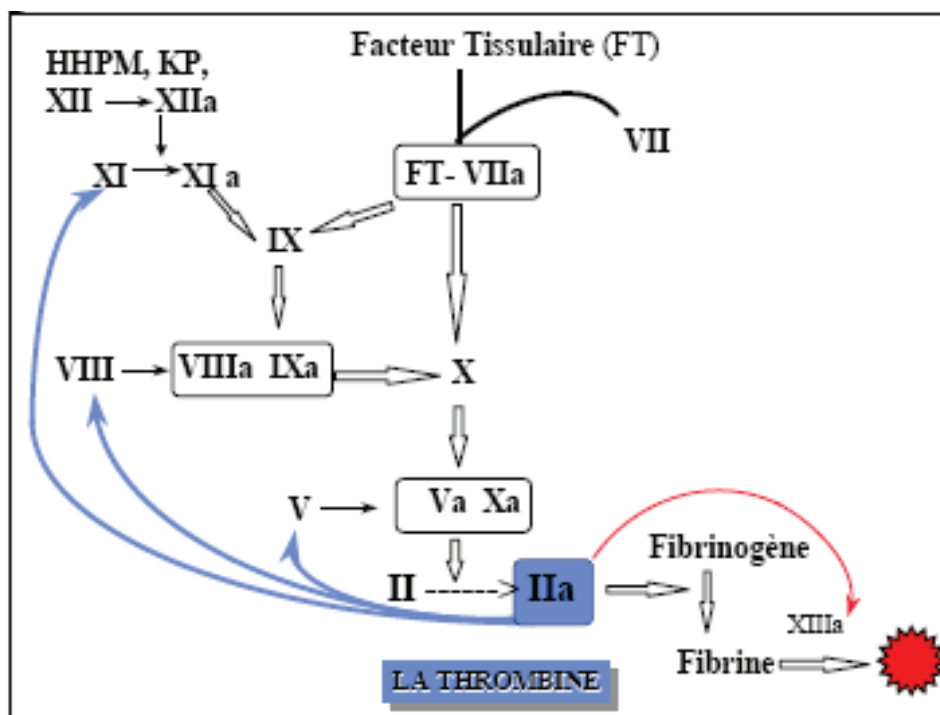 Facteur Tissulaire (FT)
HHPM, KP,
XII XIIa
VII
XI XI a
FT- VIIa
IX
VIII VIIIa IXa X
V Va Xa
Fibrinogène
II IIa
XIIIa
Fibrine
LA THROMBINE